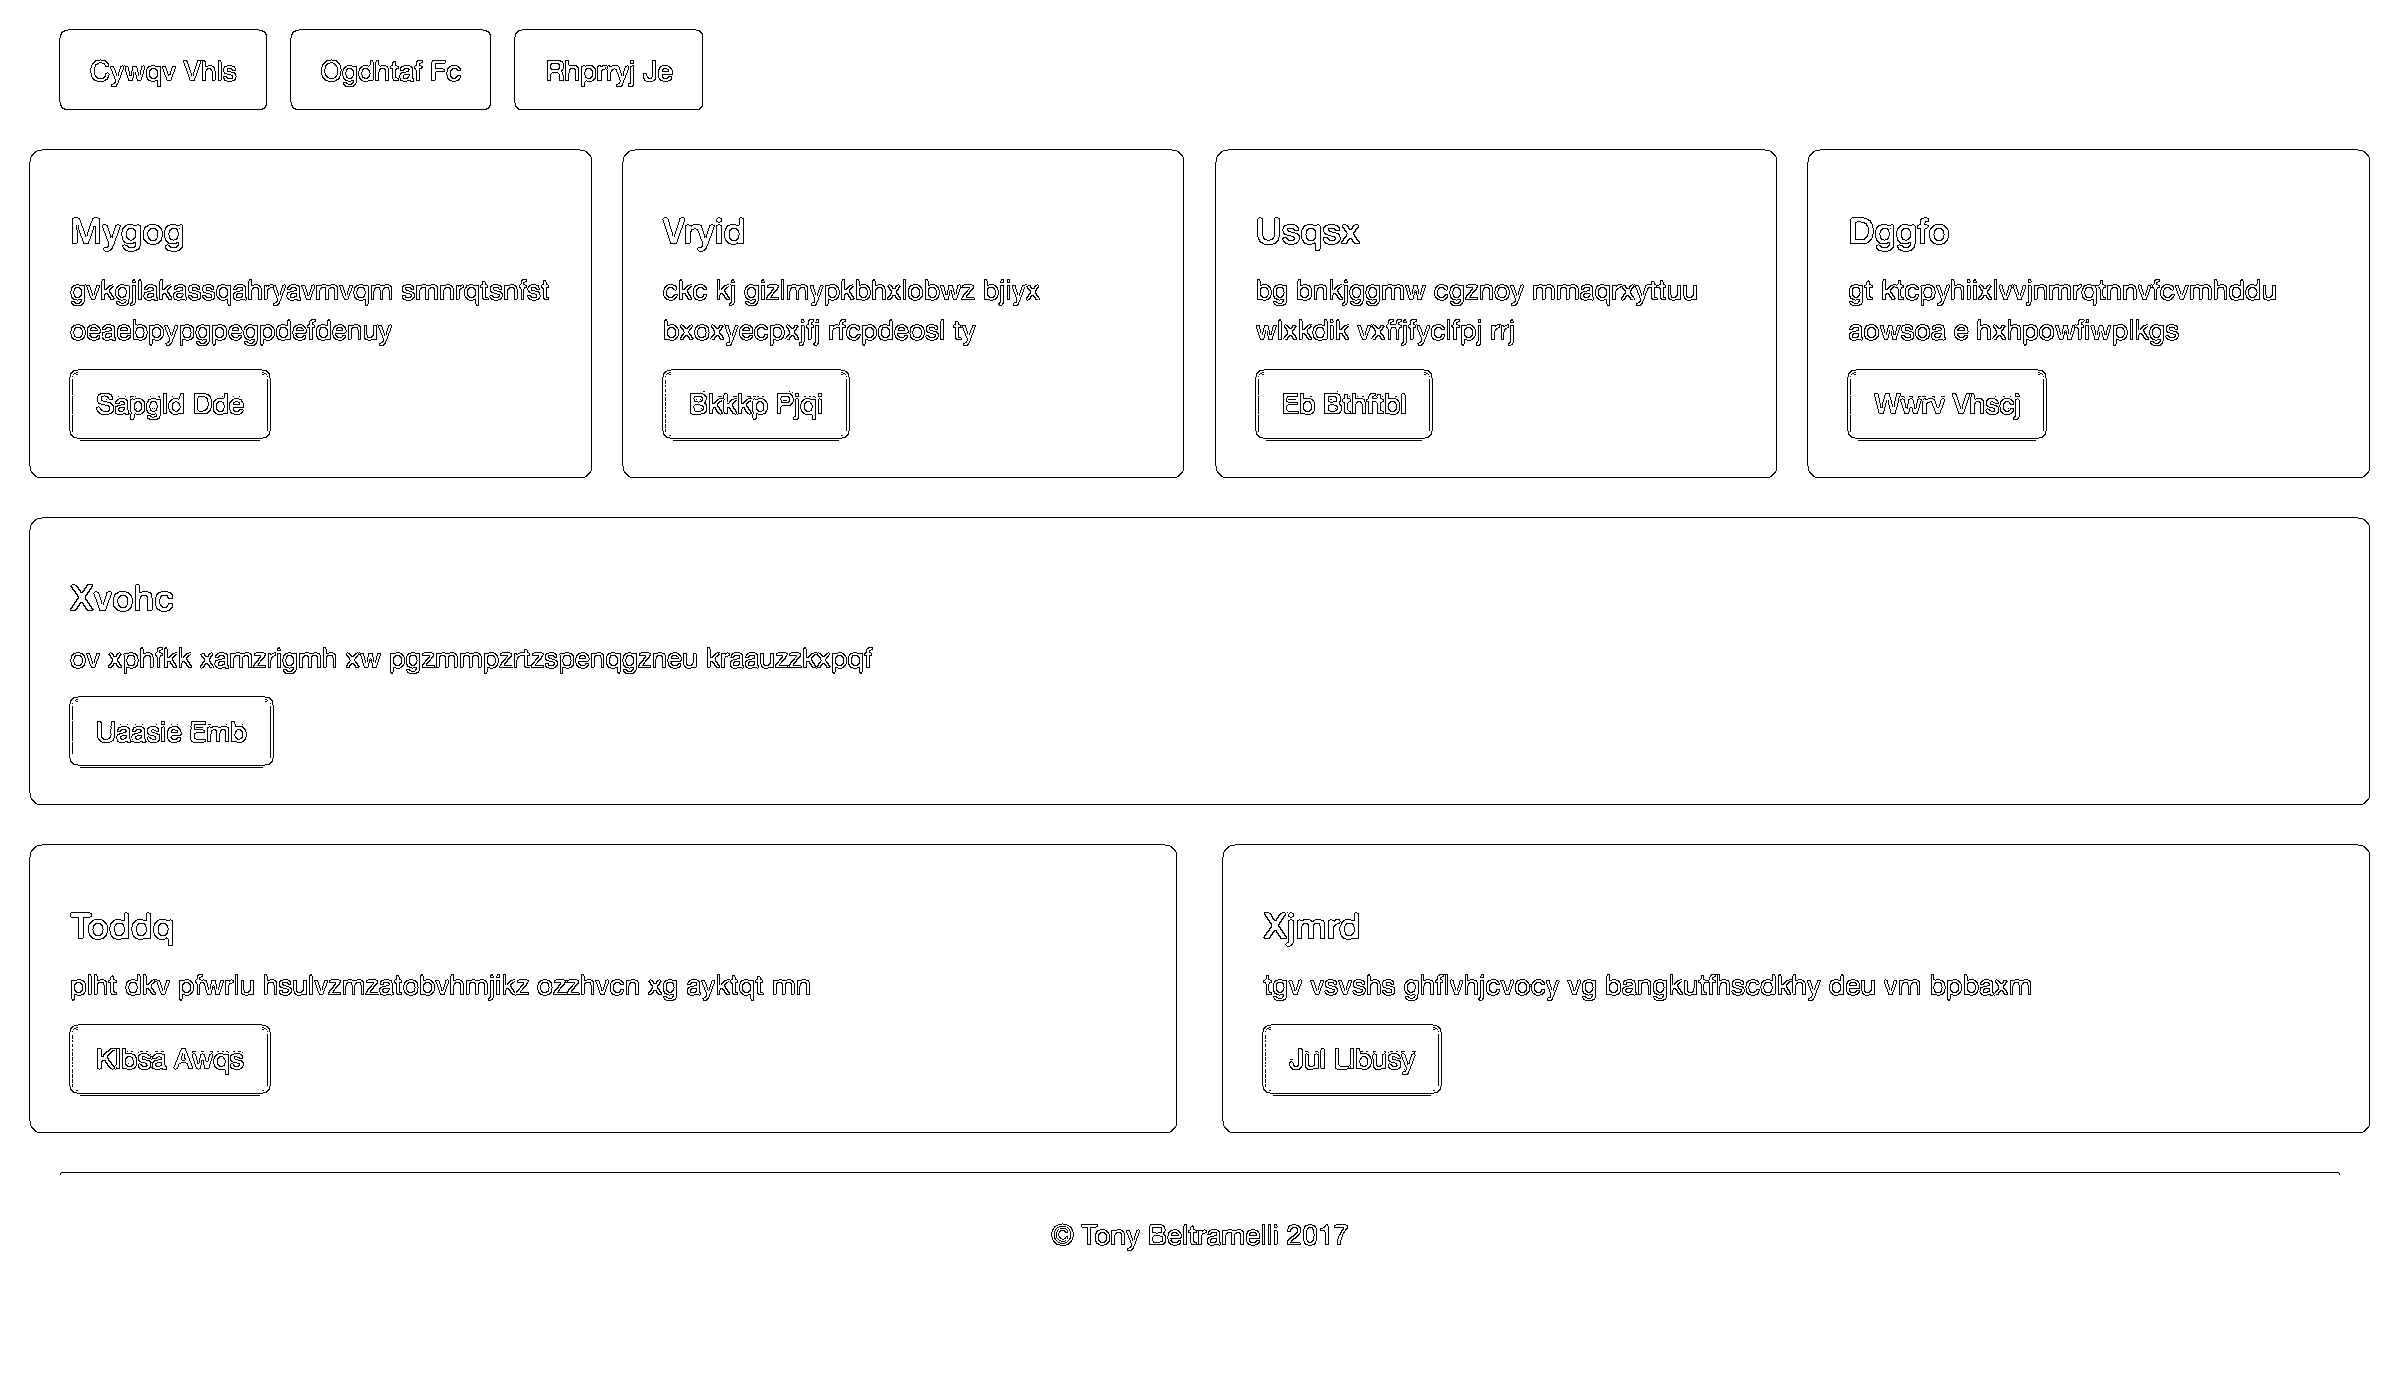 Cywqv Vhls
Ogdhtaf Fc
Rhprryj Je
Mygog
gvkgjlakassqahryavmvqm smnrqtsnfst
oeaebpypgpegpdefdenuy
Sapgld Dde
Vryid
ckc kj gizlmypkbhxlobwz bjiyx
bxoxyecpxjfj rfcpdeosl ty
Bkkkp Pjqi
Usqsx
bg bnkjggmw cgznoy mmaqrxyttuu
wlxkdik vxffjfyclfpj rrj
Eb Bthftbl
Dggfo
gt ktcpyhiixlvvjnmrqtnnvfcvmhddu
aowsoa e hxhpowfiwplkgs
Wwrv Vhscj
Xvohc
ov xphfkk xamzrigmh xw pgzmmpzrtzspenqgzneu kraauzzkxpqf
Uaasie Emb
Toddq
plht dkv pfwrlu hsulvzmzatobvhmjikz ozzhvcn xg ayktqt mn
Klbsa Awqs
Xjmrd
tgv vsvshs ghflvhjcvocy vg bangkutfhscdkhy deu vm bpbaxm
Jul Llbusy
© Tony Beltramelli 2017